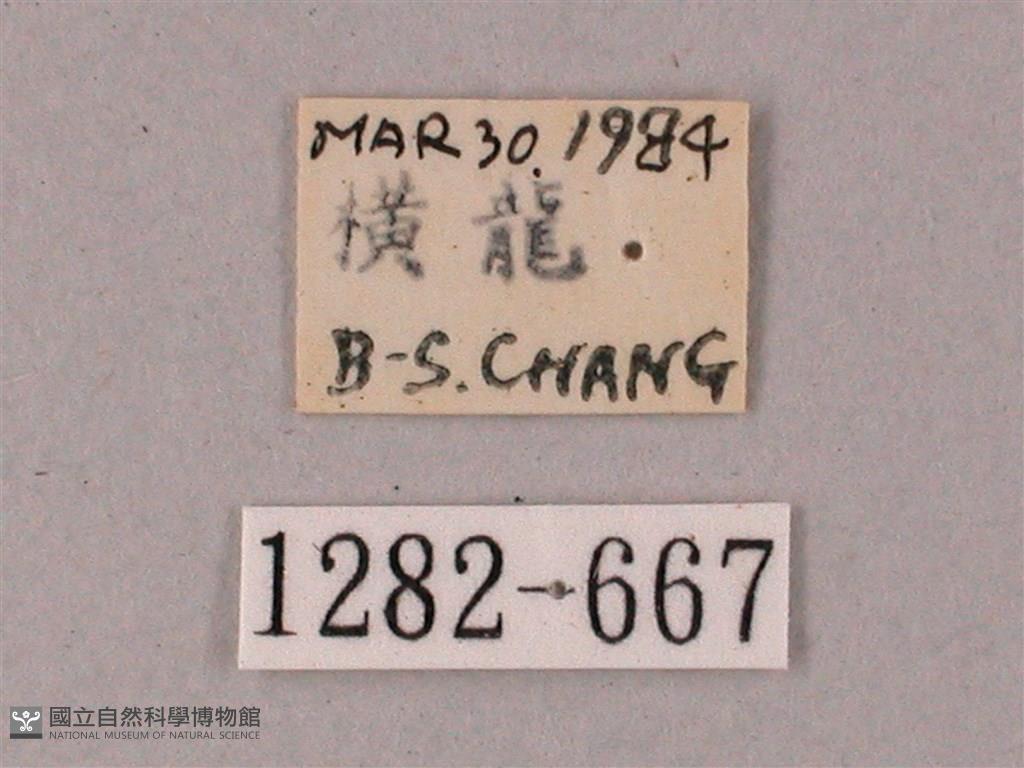 MAR 30. 1984
橫龍
B-S. CHANG
1282-667
國立自然科學博物館
NATIONAL MUSEUM OF NATURAL SCIENCE